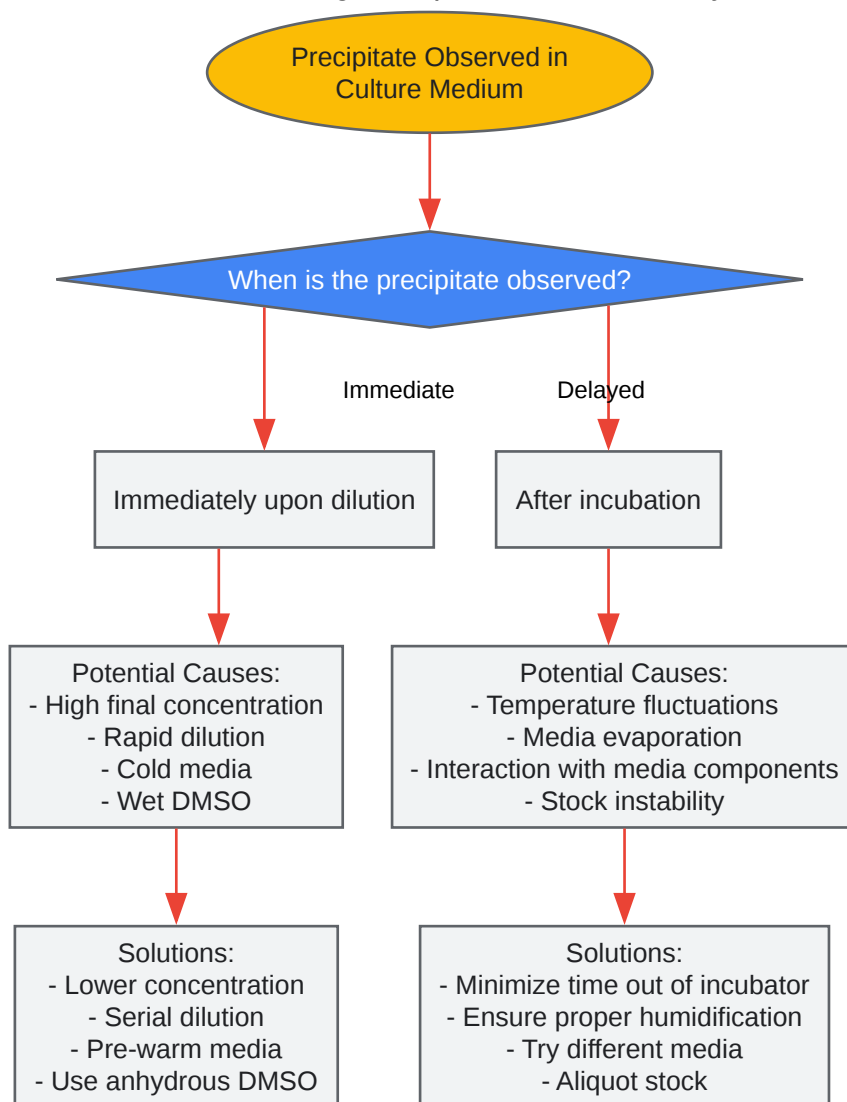 Precipitate Observed in
Culture Medium
When is the precipitate observed?
Immediate
Delayed
Immediately upon dilution
After incubation
Potential Causes:
- High final concentration
- Rapid dilution
- Cold media
- Wet DMSO
Potential Causes:
- Temperature fluctuations
- Media evaporation
- Interaction with media components
- Stock instability
Solutions:
- Lower concentration
- Serial dilution
- Pre-warm media
- Use anhydrous DMSO
Solutions:
- Minimize time out of incubator
- Ensure proper humidification
- Try different media
- Aliquot stock